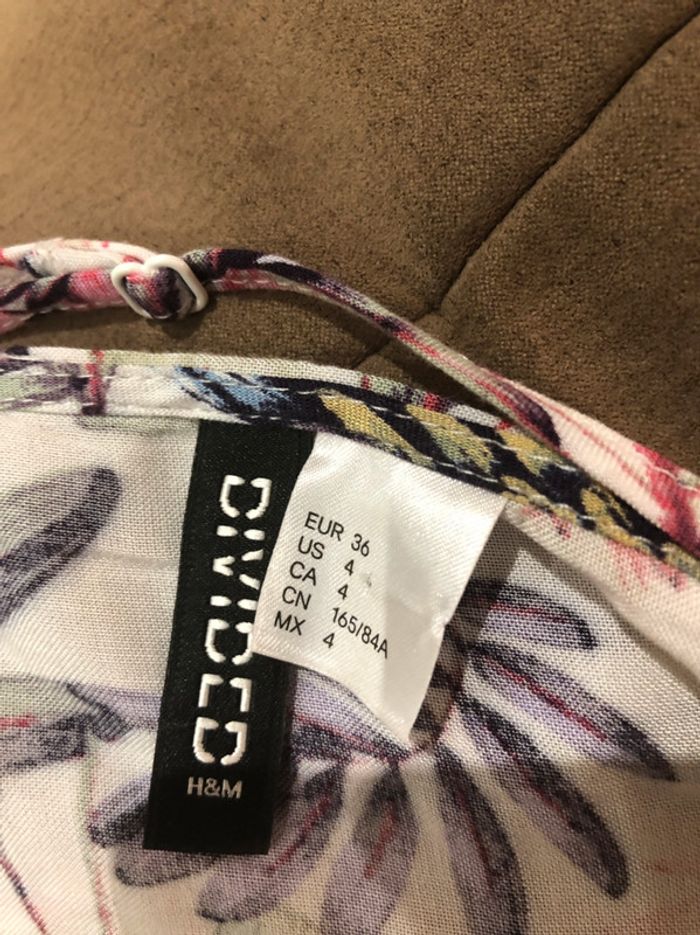 DIVIDED
H&M
EUR 36
US 4
CA 4
CN 165/84A
MX 4